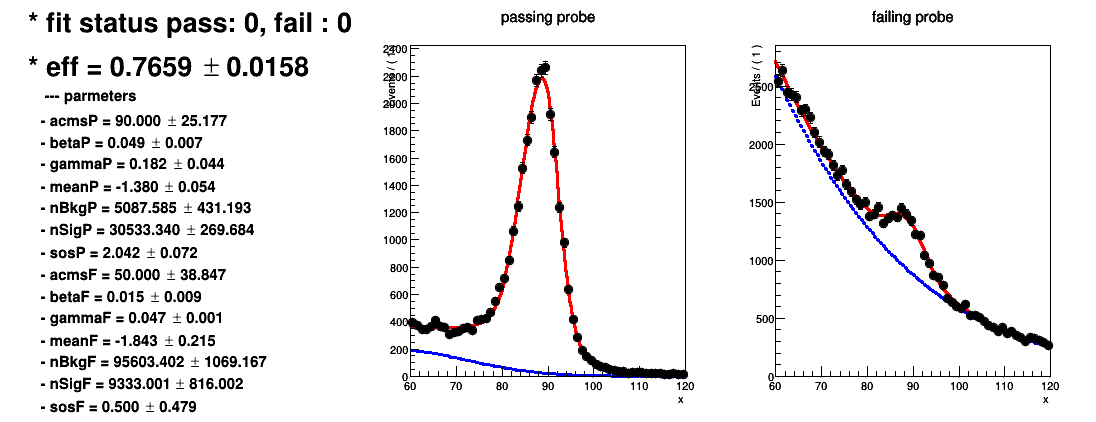 * fit status pass: 0, fail : 0
* eff = 0.7659 ± 0.0158
--- parmeters
- acmsP = 90.000 ± 25.177
- betaP = 0.049 ± 0.007
- gammaP = 0.182 ± 0.044
- meanP = -1.380 ± 0.054
- nBkgP = 5087.585 ± 431.193
- nSigP = 30533.340 ± 269.684
- sosP = 2.042 ± 0.072
- acmsF = 50.000 ± 38.847
- betaF = 0.015 ± 0.009
- gammaF = 0.047 ± 0.001
- meanF = -1.843 ± 0.215
- nBkgF = 95603.402 ± 1069.167
- nSigF = 9333.001 ± 816.002
- sosF = 0.500 ± 0.479
passing probe
Events / ( 1 )
2400
2200
2000
1800
1600
1400
1200
1000
800
600
400
200
0
60 70 80 90 100 110 120
x
failing probe
Events / ( 1 )
2500
2000
1500
1000
500
0
60 70 80 90 100 110 120
x